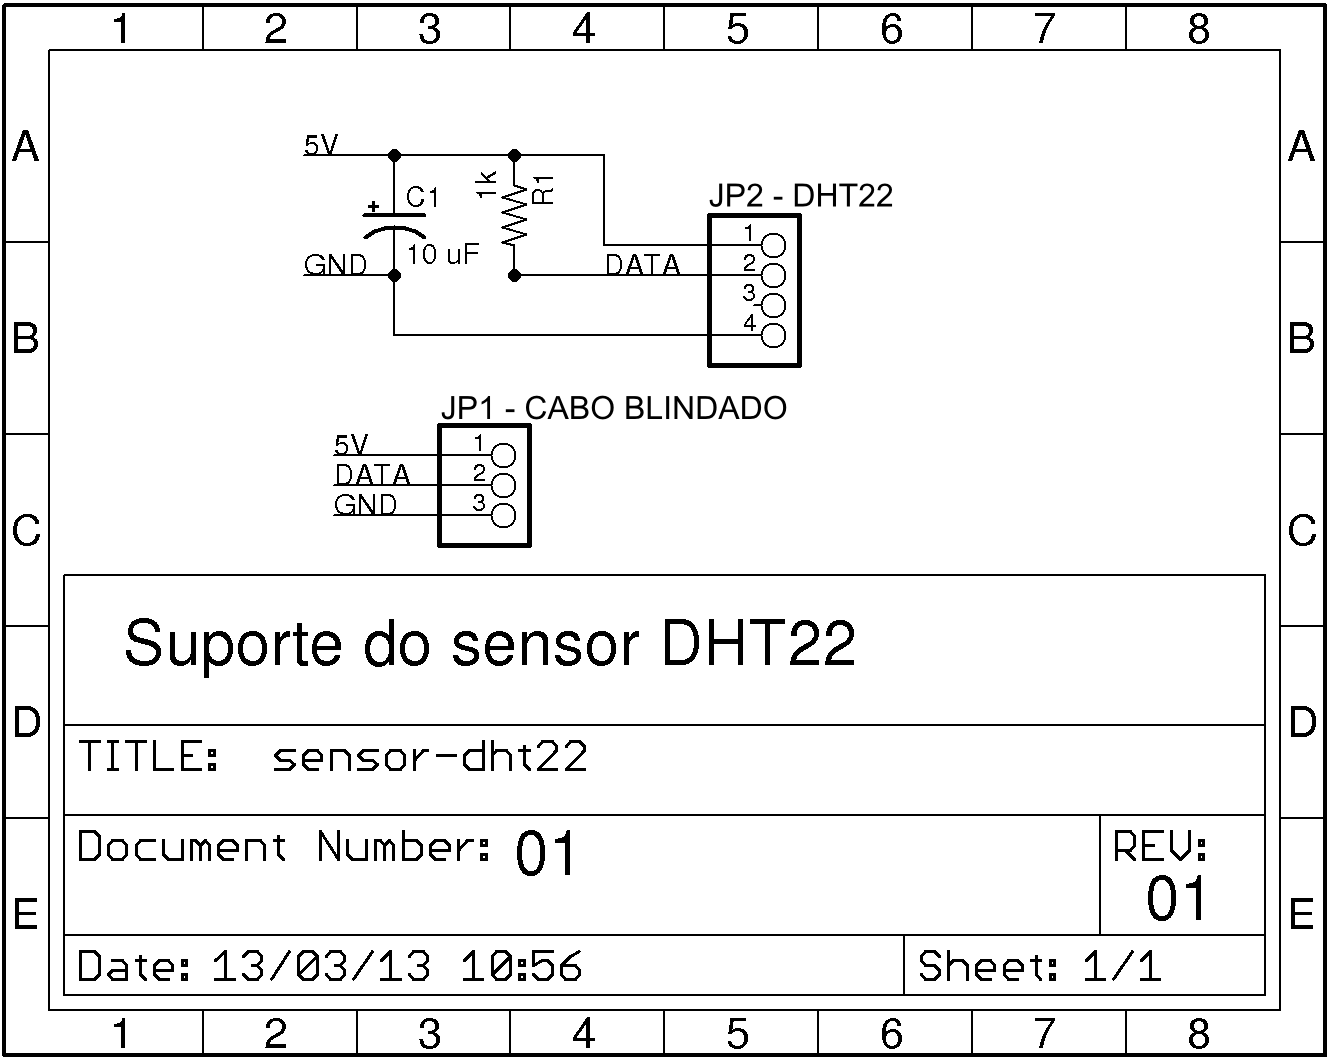 1 2 3 4 5 6 7 8
A A
5V
1k
R1
C1
+
10 uF
GND
JP2 - DHT22
1
DATA 2
3
4
B B
JP1 - CABO BLINDADO
5V 1
DATA 2
GND 3
C C
Suporte do sensor DHT22
D D
TITLE: sensor-dht22
Document Number: 01
REV:
01
E E
Date: 13/03/13 10:56
Sheet: 1/1
1 2 3 4 5 6 7 8